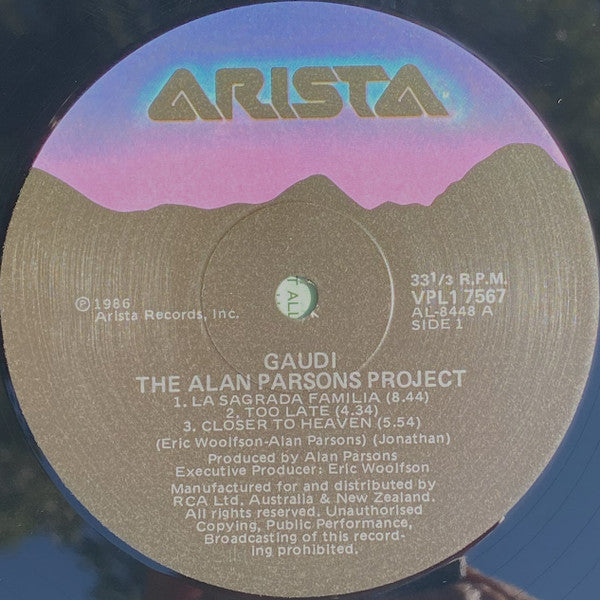 ARISTA
℗ 1986
Arista Records, Inc.
33 1/3 R.P.M.
VPL1 7567
AL-8448 A
SIDE 1
GAUDI
THE ALAN PARSONS PROJECT
1. LA SAGRADA FAMILIA (8.44)
2. TOO LATE (4.34)
3. CLOSER TO HEAVEN (5.54)
(Eric Woolfson-Alan Parsons) (Jonathan)
Produced by Alan Parsons
Executive Producer: Eric Woolfson
Manufactured for and distributed by
RCA Ltd. Australia & New Zealand.
All rights reserved. Unauthorised
Copying, Public Performance,
Broadcasting of this record-
ing prohibited.